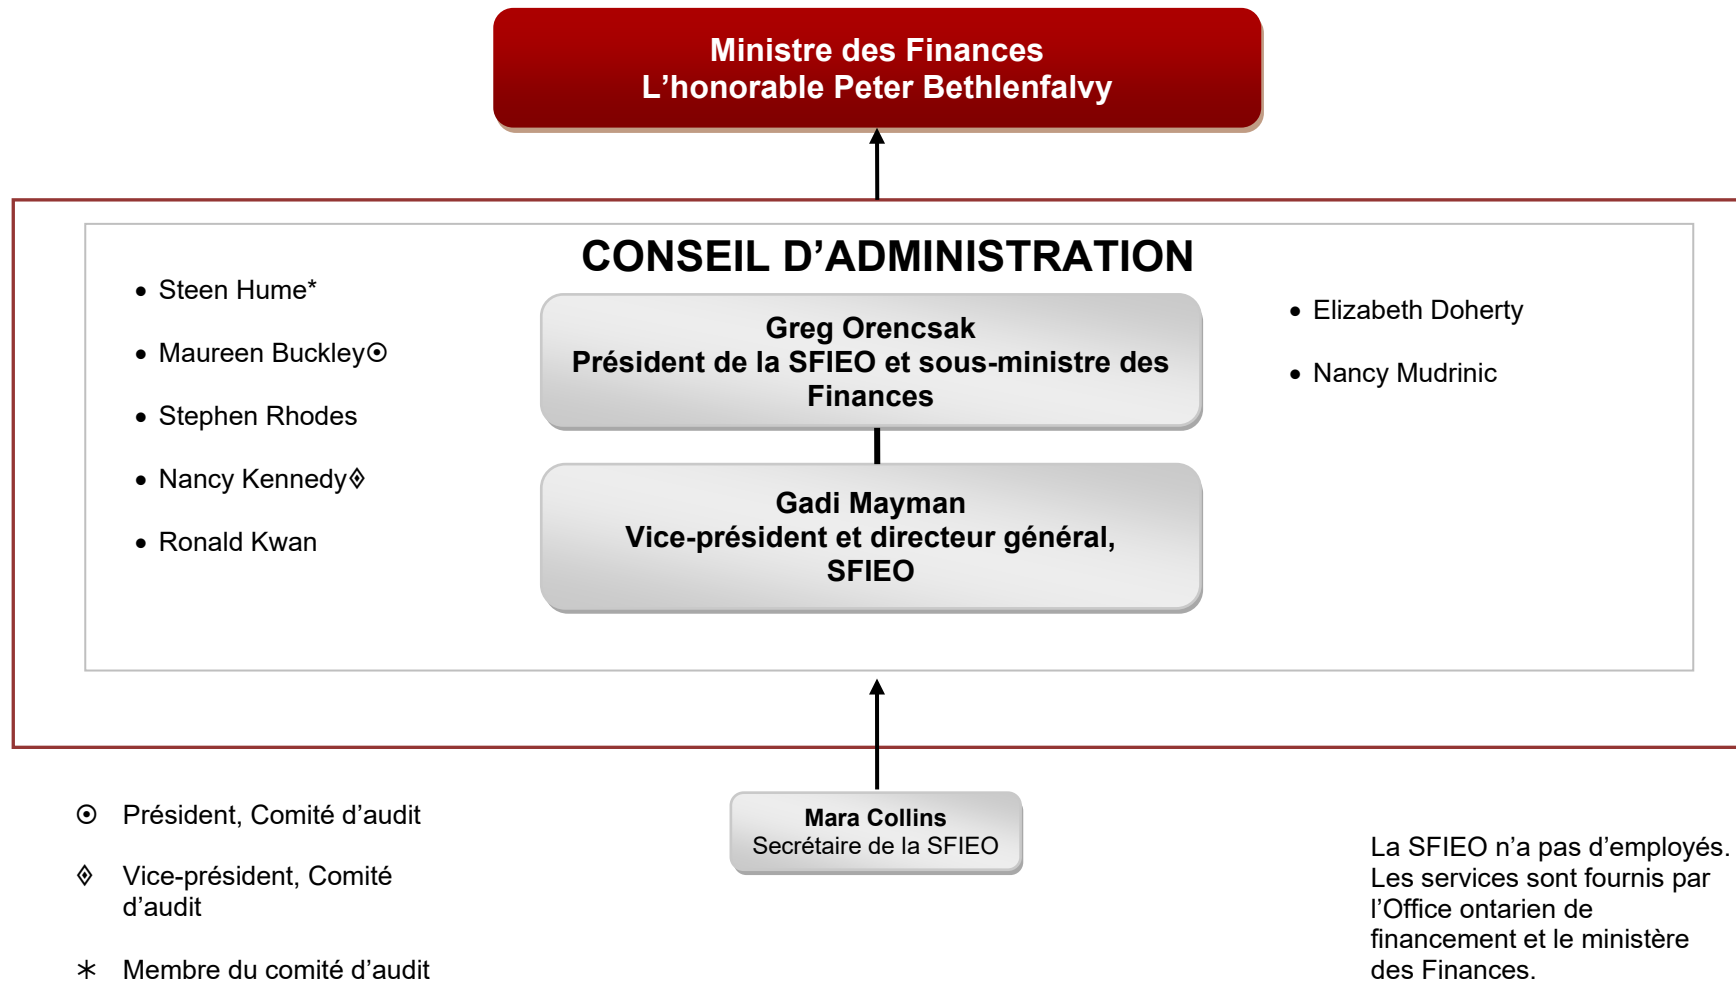 Ministre des Finances
L’honorable Peter Bethlenfalvy
CONSEIL D’ADMINISTRATION
• Steen Hume*
• Maureen Buckley☉
• Stephen Rhodes
• Nancy Kennedy◈
• Ronald Kwan
Greg Orencsak
Président de la SFIEO et sous-ministre des
Finances
Gadi Mayman
Vice-président et directeur général,
SFIEO
• Elizabeth Doherty
• Nancy Mudrinic
Mara Collins
Secrétaire de la SFIEO
☉ Président, Comité d’audit
◈ Vice-président, Comité
d’audit
* Membre du comité d’audit
La SFIEO n’a pas d’employés.
Les services sont fournis par
l’Office ontarien de
financement et le ministère
des Finances.